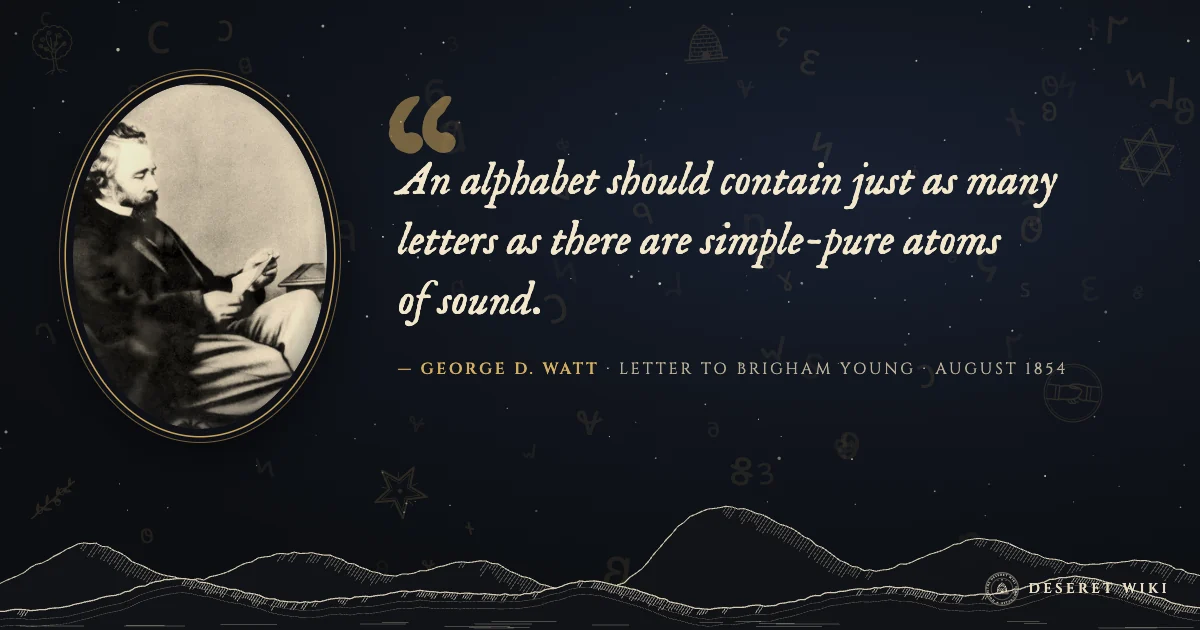 “
An alphabet should contain just as many
letters as there are simple-pure atoms
of sound.
— GEORGE D. WATT · LETTER TO BRIGHAM YOUNG · AUGUST 1854
DESERET WIKI